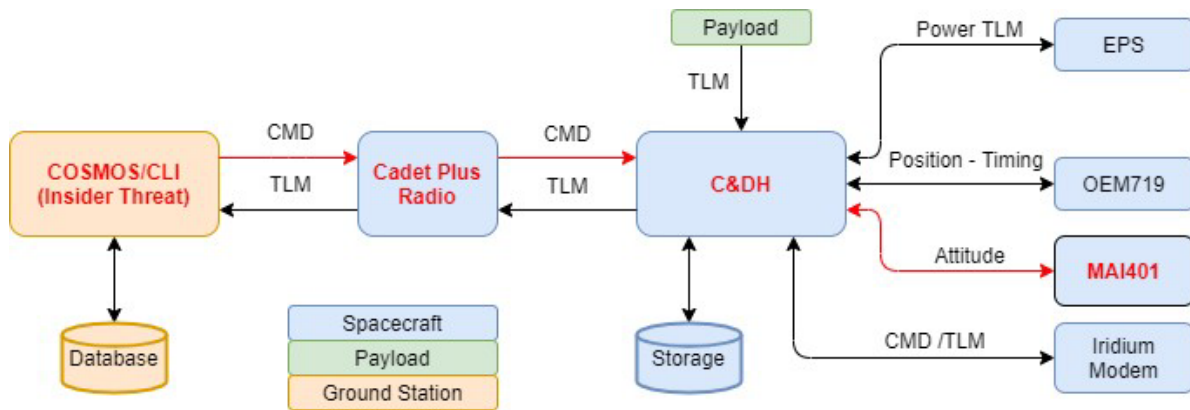 Payload
TLM
Power TLM
EPS
CMD
CMD
COSMOS/CLI
(Insider Threat)
Cadet Plus
Radio
C&DH
Position - Timing
OEM719
TLM
TLM
Attitude
MAI401
Database
Spacecraft
Payload
Ground Station
Storage
CMD /TLM
Iridium
Modem